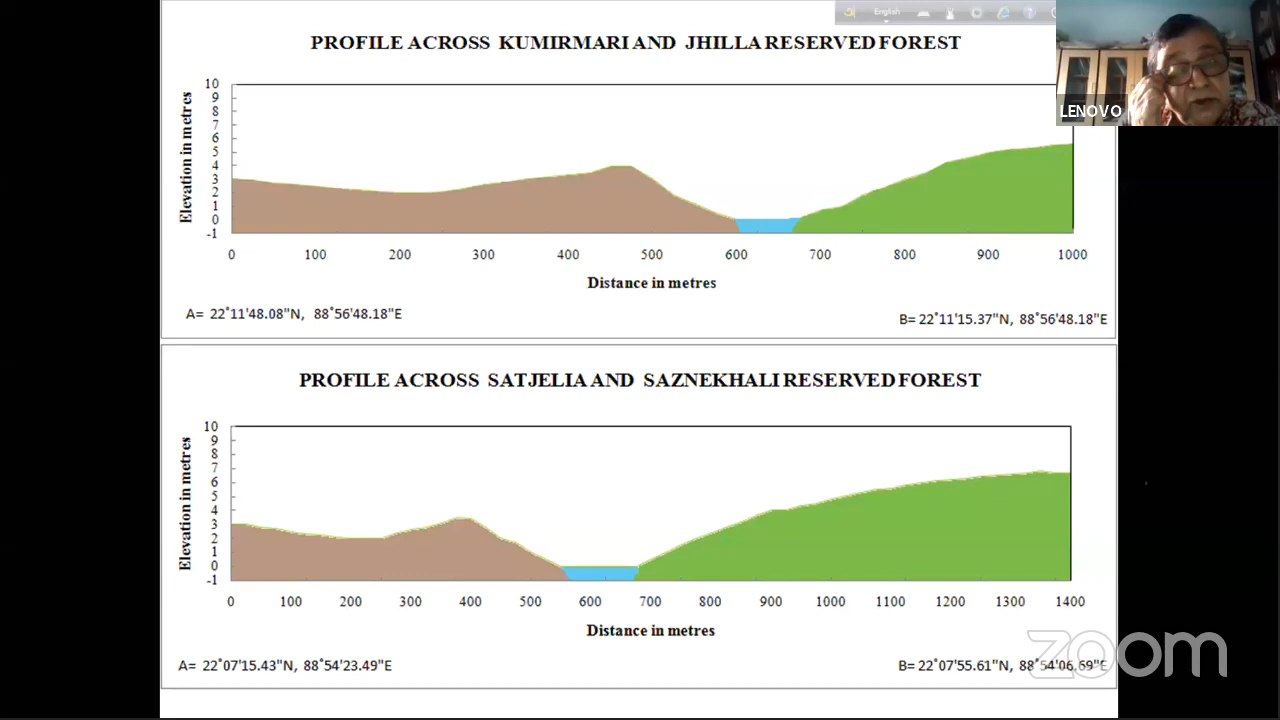 English
PROFILE ACROSS KUMIRMARI AND JHILLA RESERVED FOREST
LENOVO
Elevation in metres
10
9
8
7
6
5
4
3
2
1
0
-1
0 100 200 300 400 500 600 700 800 900 1000
Distance in metres
A= 22˚11'48.08"N, 88˚56'48.18"E
B= 22˚11'15.37"N, 88˚56'48.18"E
PROFILE ACROSS SATJELIA AND SAZNEKHALI RESERVED FOREST
Elevation in metres
10
9
8
7
6
5
4
3
2
1
0
-1
0 100 200 300 400 500 600 700 800 900 1000 1100 1200 1300 1400
Distance in metres
A= 22˚07'15.43"N, 88˚54'23.49"E
B= 22˚07'55.61"N, 88˚54'06.69"E
zoom